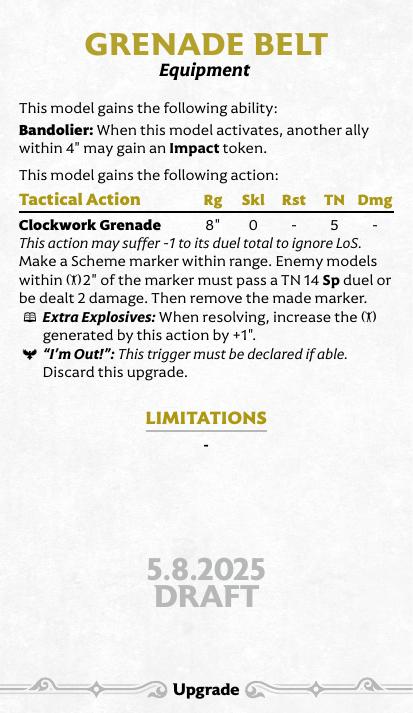 GRENADE BELT
Equipment
This model gains the following ability:
Bandolier: When this model activates, another ally
within 4" may gain an Impact token.
This model gains the following action:
Tactical Action Rg Skl Rst TN Dmg
Clockwork Grenade 8" 0 - 5 -
This action may suffer -1 to its duel total to ignore LoS.
Make a Scheme marker within range. Enemy models
within 2" of the marker must pass a TN 14 Sp duel or
be dealt 2 damage. Then remove the made marker.
Extra Explosives: When resolving, increase the
generated by this action by +1".
"I'm Out!": This trigger must be declared if able.
Discard this upgrade.
LIMITATIONS
-
5.8.2025
DRAFT
Upgrade